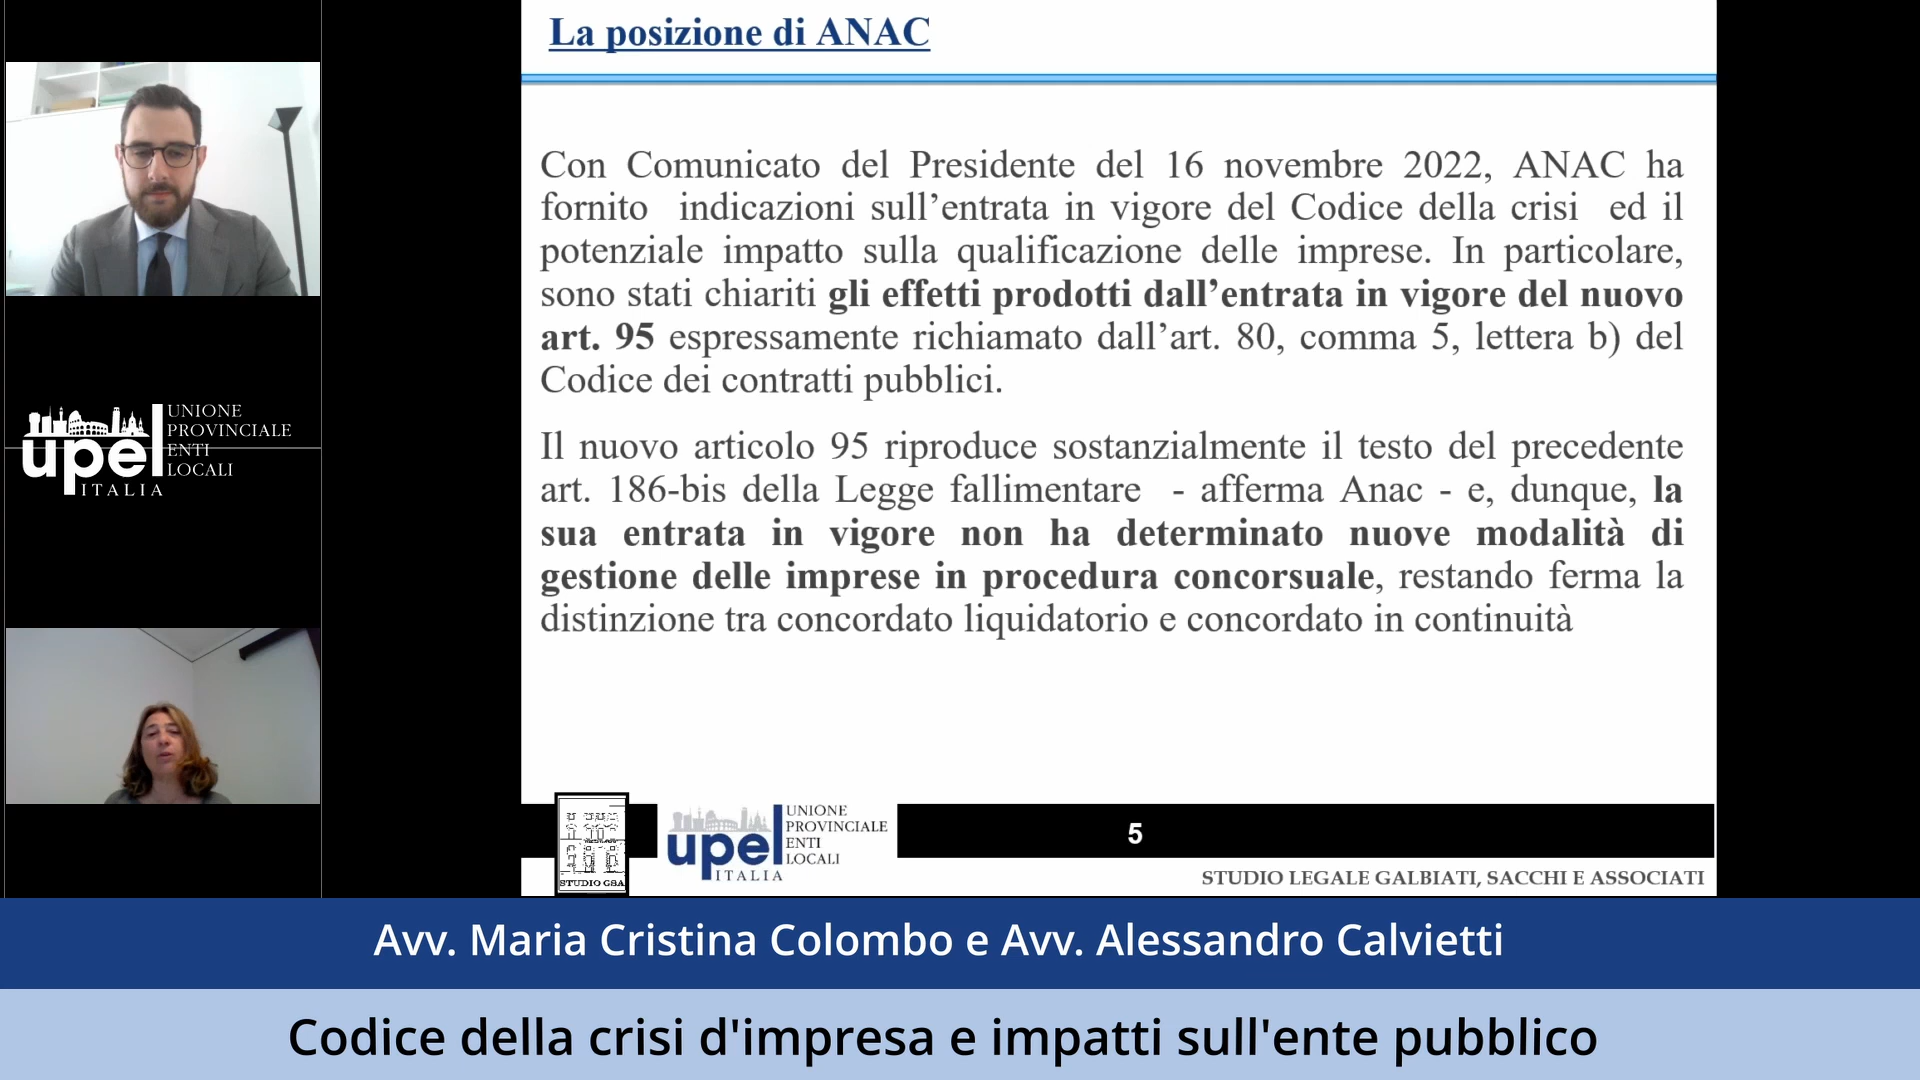 La posizione di ANAC
Con Comunicato del Presidente del 16 novembre 2022, ANAC ha
fornito indicazioni sull’entrata in vigore del Codice della crisi ed il
potenziale impatto sulla qualificazione delle imprese. In particolare,
sono stati chiariti gli effetti prodotti dall’entrata in vigore del nuovo
art. 95 espressamente richiamato dall’art. 80, comma 5, lettera b) del
Codice dei contratti pubblici.
Il nuovo articolo 95 riproduce sostanzialmente il testo del precedente
art. 186-bis della Legge fallimentare - afferma Anac - e, dunque, la
sua entrata in vigore non ha determinato nuove modalità di
gestione delle imprese in procedura concorsuale, restando ferma la
distinzione tra concordato liquidatorio e concordato in continuità
upel
ITALIA
UNIONE
PROVINCIALE
ENTI
LOCALI
STUDIO GSA
upel
ITALIA
UNIONE
PROVINCIALE
ENTI
LOCALI
5
STUDIO LEGALE GALBIATI, SACCHI E ASSOCIATI
Avv. Maria Cristina Colombo e Avv. Alessandro Calvietti
Codice della crisi d'impresa e impatti sull'ente pubblico